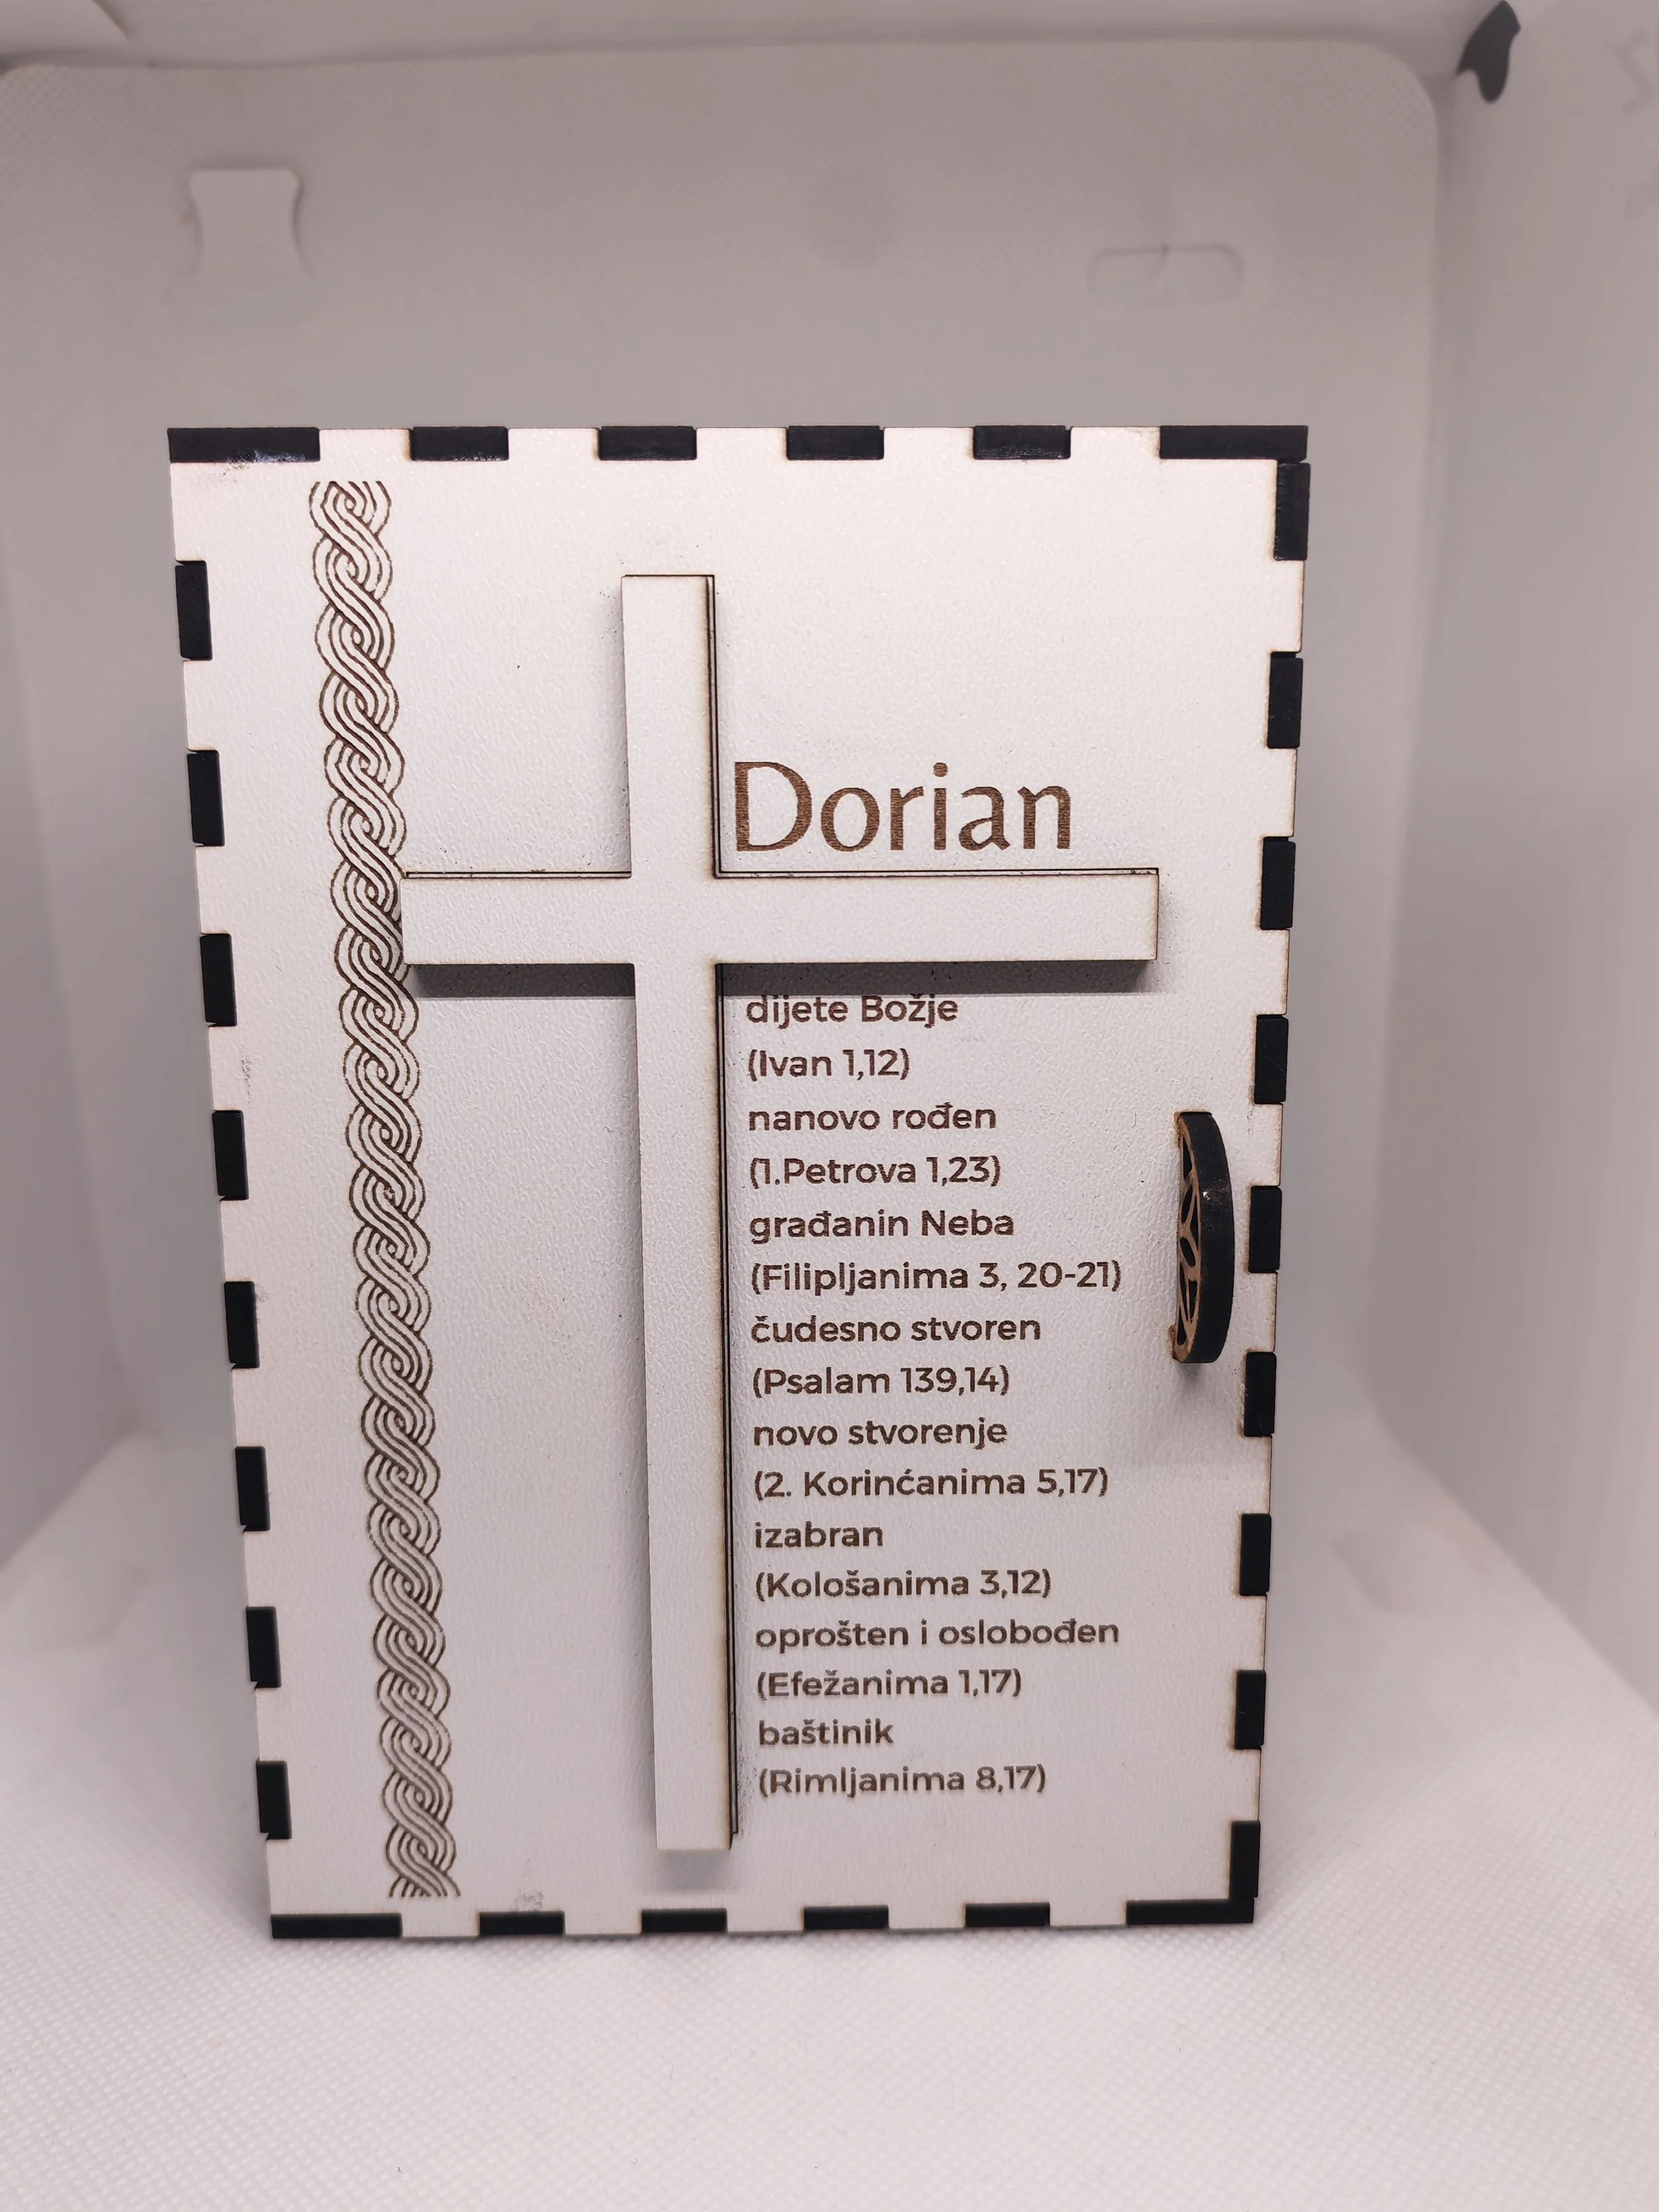 Dorian
dijete Božje
(Ivan 1,12)
nanovo rođen
(1.Petrova 1,23)
građanin Neba
(Filipljanima 3, 20-21)
čudesno stvoren
(Psalam 139,14)
novo stvorenje
(2. Korinćanima 5,17)
izabran
(Kološanima 3,12)
oprošten i oslobođen
(Efežanima 1,17)
baštinik
(Rimljanima 8,17)